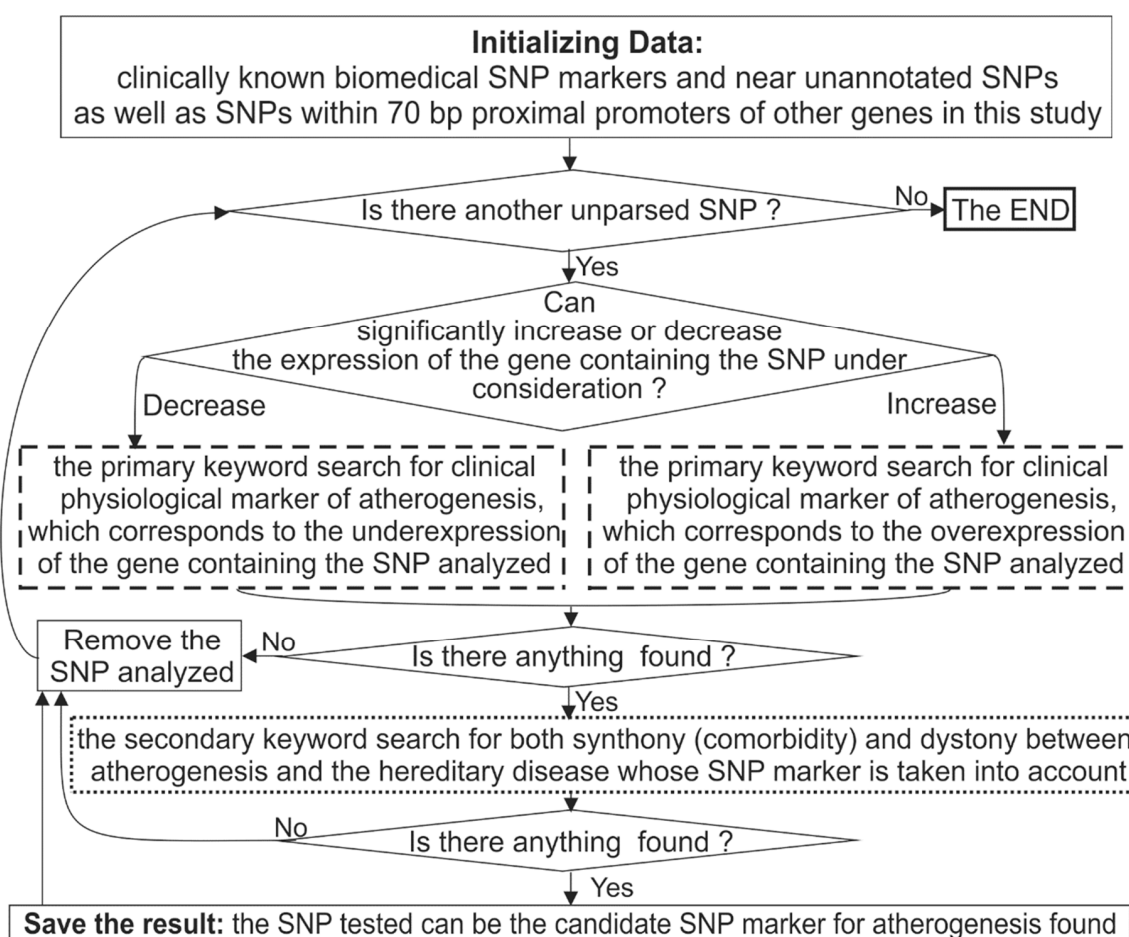 Initializing Data:
clinically known biomedical SNP markers and near unannotated SNPs
as well as SNPs within 70 bp proximal promoters of other genes in this study
Is there another unparsed SNP ?
No
The END
Yes
Can
significantly increase or decrease
the expression of the gene containing the SNP under
consideration ?
Decrease
Increase
the primary keyword search for clinical
physiological marker of atherogenesis,
which corresponds to the underexpression
of the gene containing the SNP analyzed
the primary keyword search for clinical
physiological marker of atherogenesis,
which corresponds to the overexpression
of the gene containing the SNP analyzed
Remove the
SNP analyzed
No
Is there anything found ?
Yes
the secondary keyword search for both synthony (comorbidity) and dystony between
atherogenesis and the hereditary disease whose SNP marker is taken into account
No
Is there anything found ?
Yes
Save the result: the SNP tested can be the candidate SNP marker for atherogenesis found